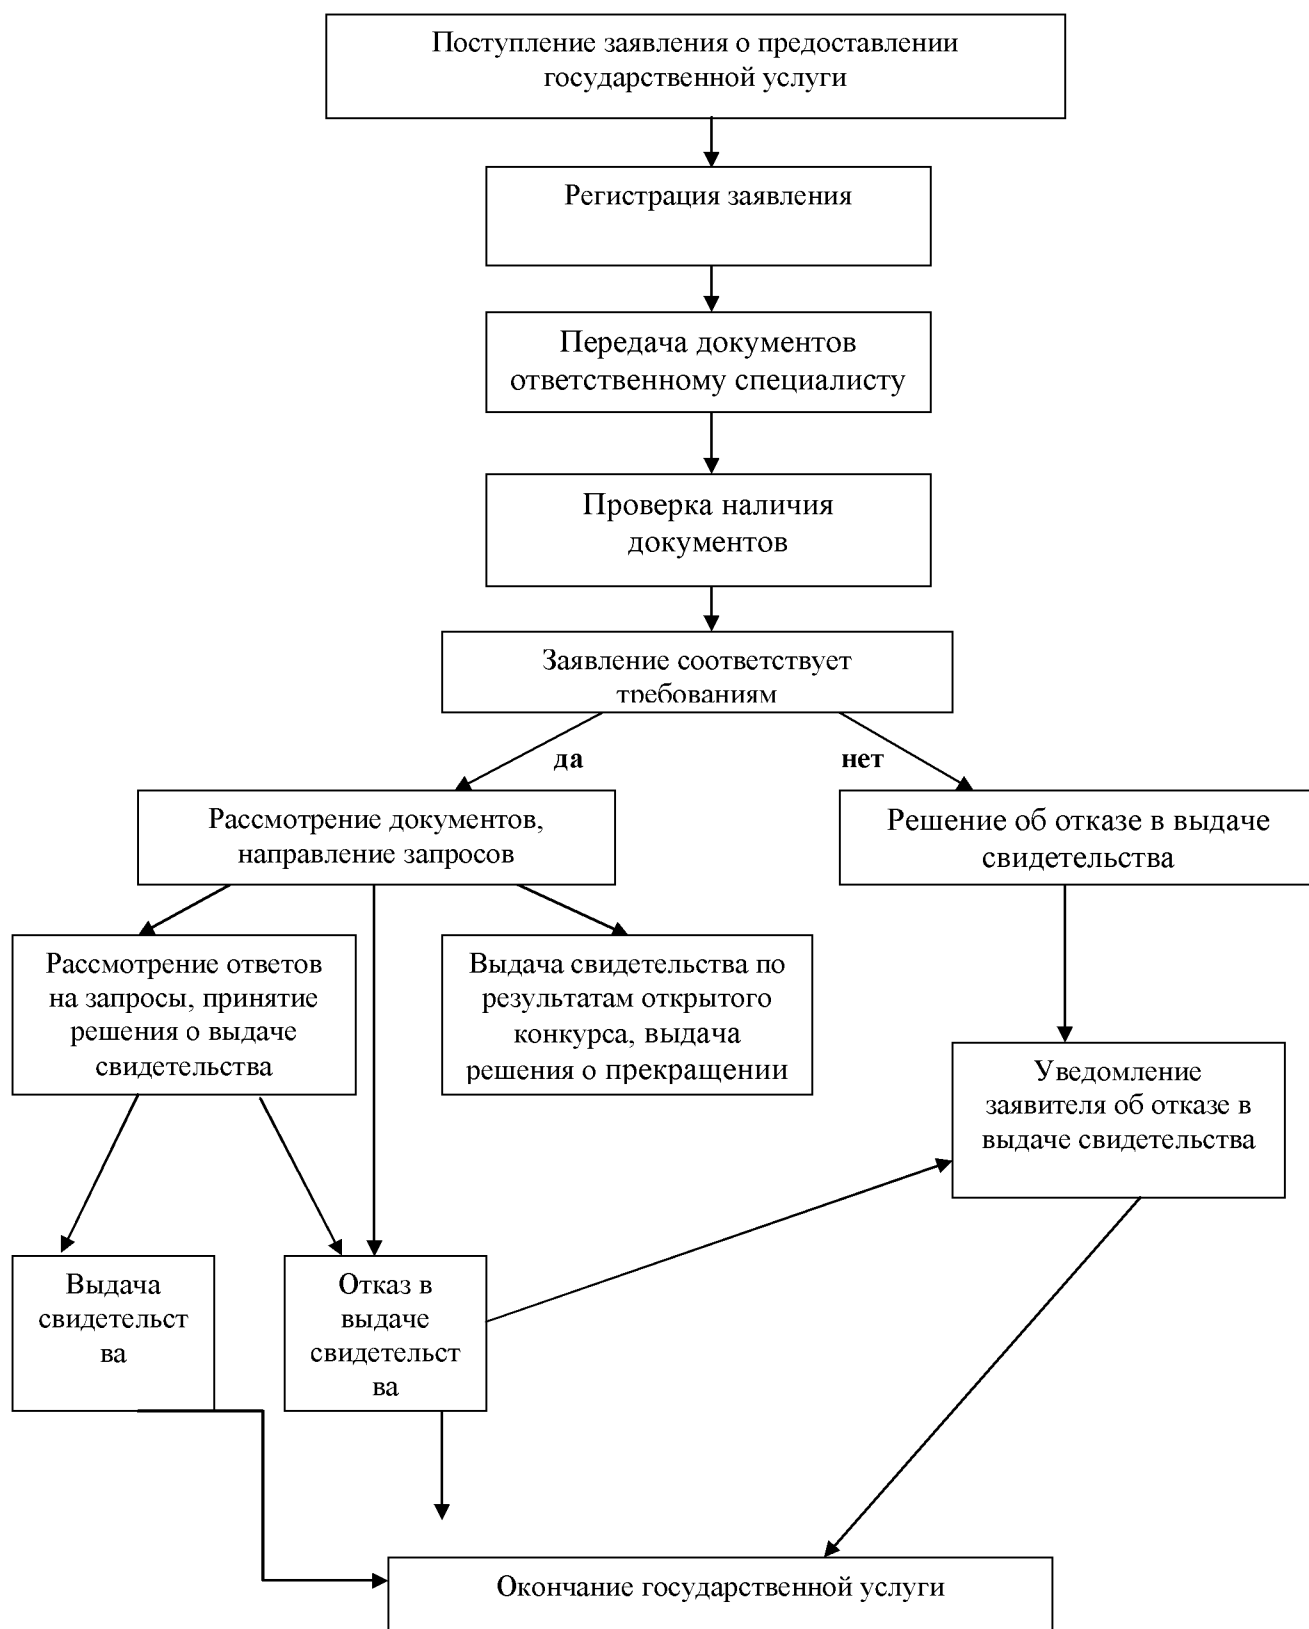 Поступление заявления о предоставлении
государственной услуги
Регистрация заявления
Передача документов
ответственному специалисту
Проверка наличия
документов
Заявление соответствует
требованиям
да
нет
Рассмотрение документов,
направление запросов
Решение об отказе в выдаче
свидетельства
Рассмотрение ответов
на запросы, принятие
решения о выдаче
свидетельства
Выдача свидетельства по
результатам открытого
конкурса, выдача
решения о прекращении
Уведомление
заявителя об отказе в
выдаче свидетельства
Выдача
свидетельст
ва
Отказ в
выдаче
свидетельст
ва
Окончание государственной услуги